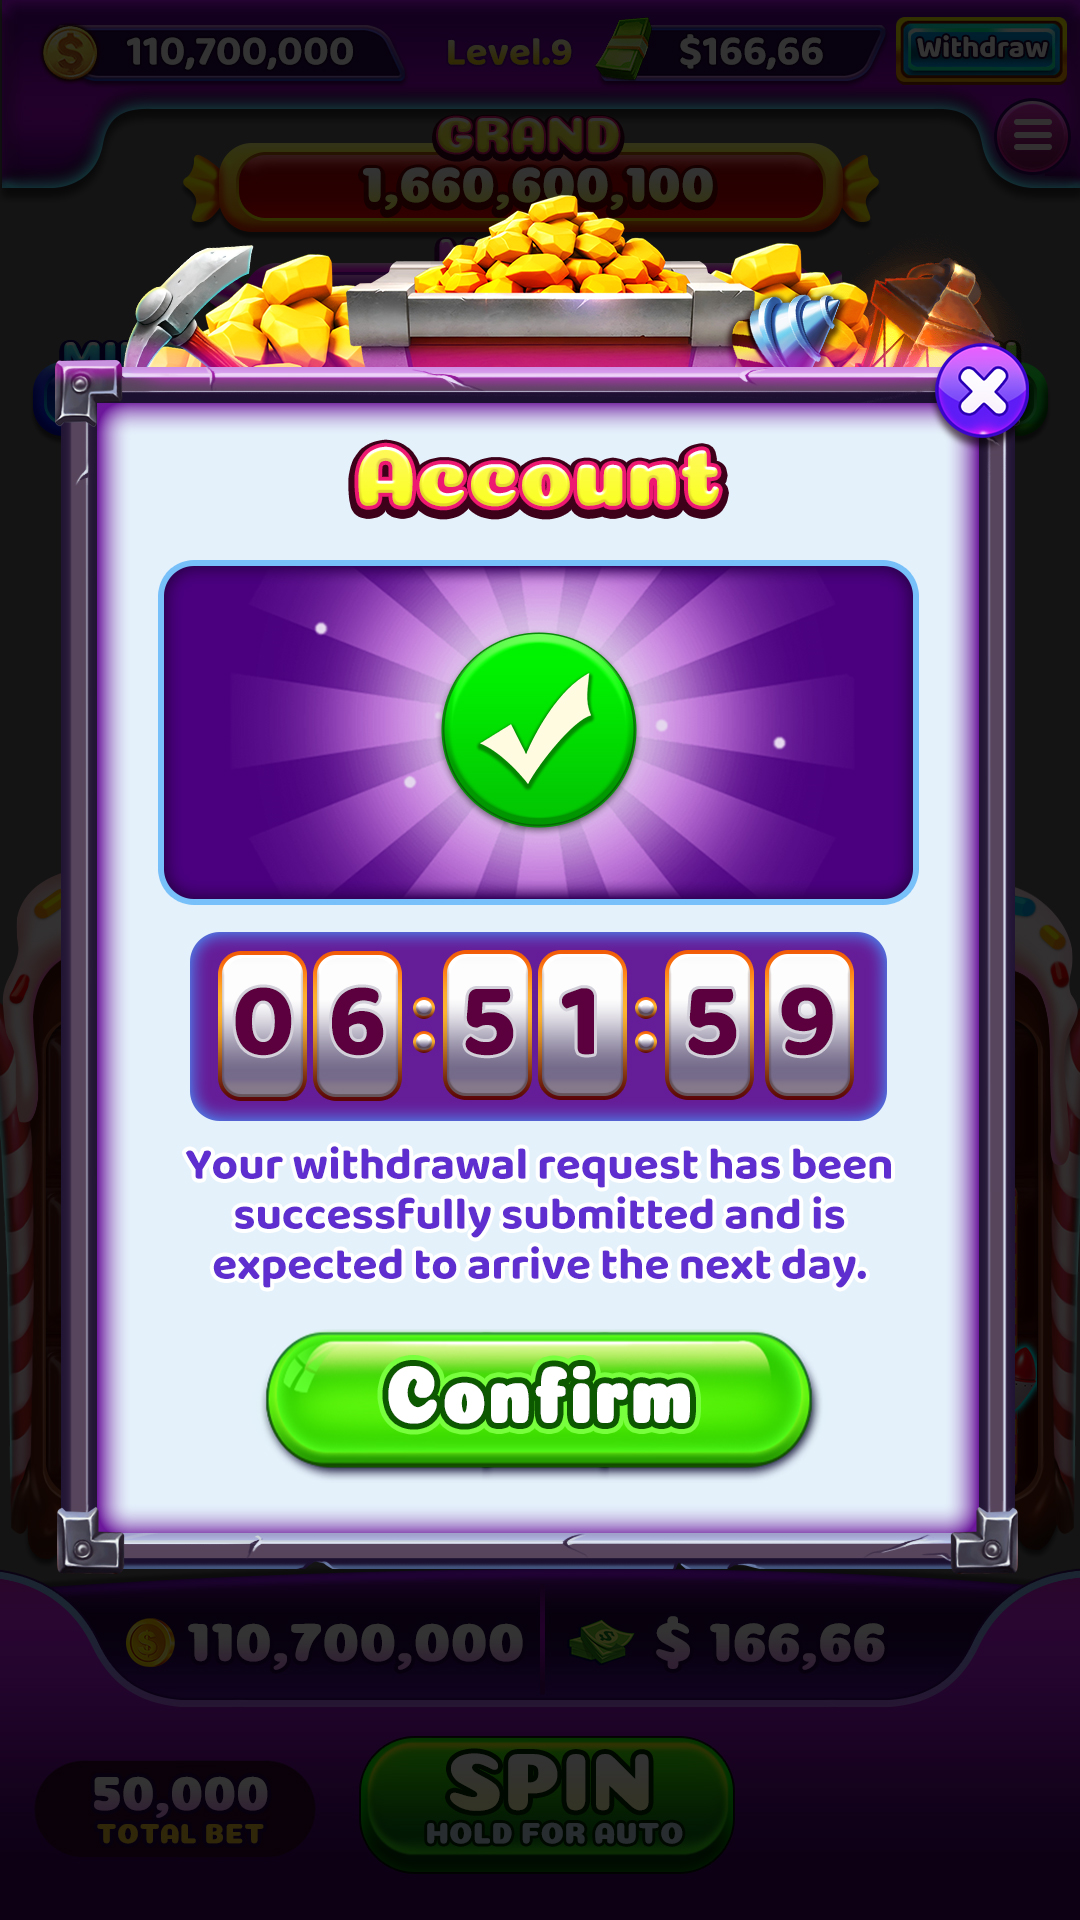 110,700,000
Level.9
$166,66
Withdraw
GRAND
1,660,600,100
Account
06:51:59
Your withdrawal request has been
successfully submitted and is
expected to arrive the next day.
Confirm
110,700,000
$ 166,66
50,000
TOTAL BET
SPIN
HOLD FOR AUTO